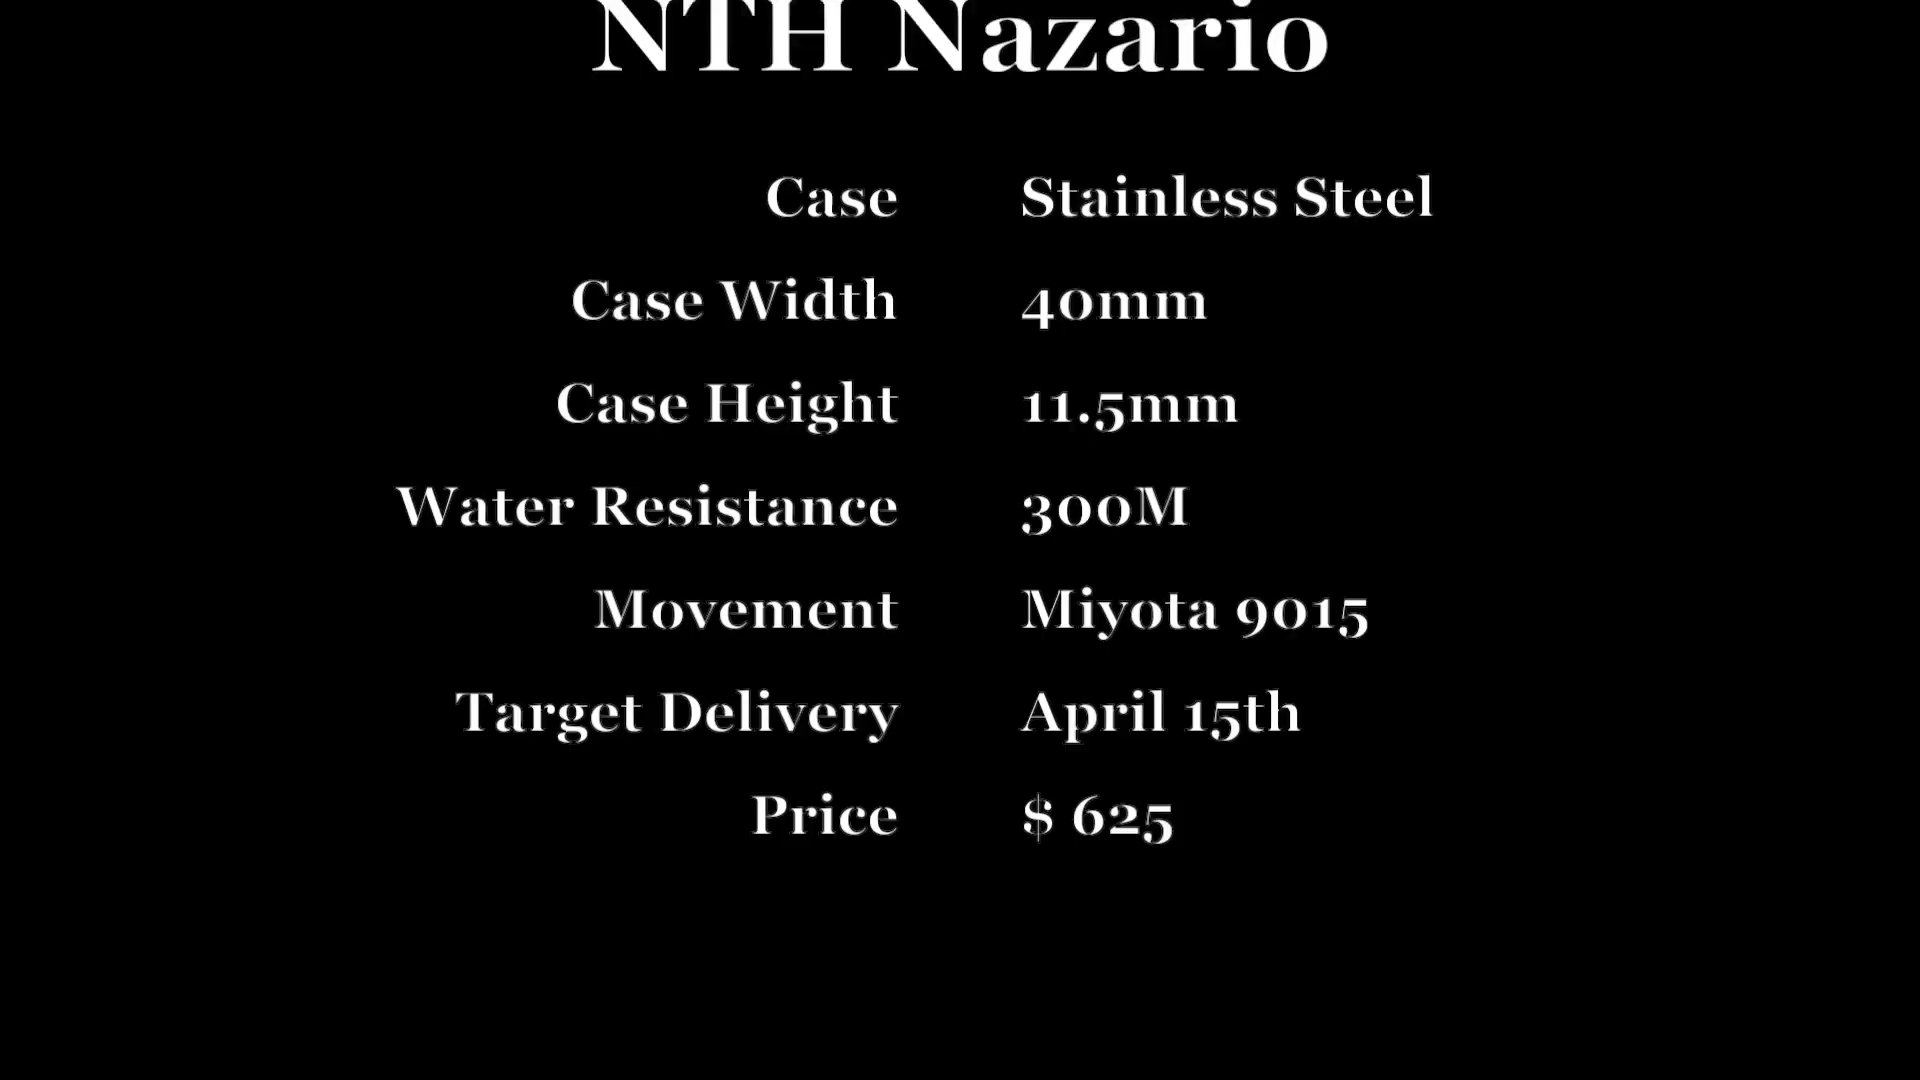 NTH Nazario
Case Stainless Steel
Case Width 40mm
Case Height 11.5mm
Water Resistance 300M
Movement Miyota 9015
Target Delivery April 15th
Price $ 625